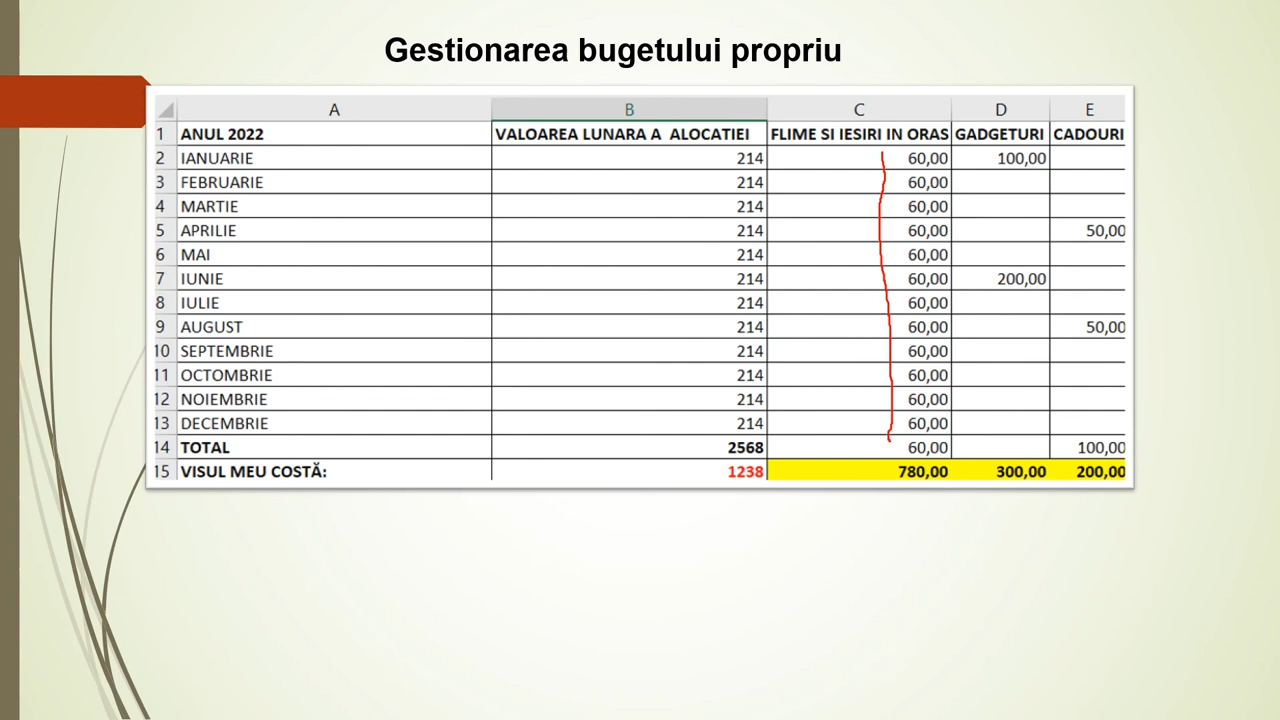 Gestionarea bugetului propriu
A B C D E
1 ANUL 2022 VALOAREA LUNARA A ALOCATIEI FLIME SI IESIRI IN ORAS GADGETURI CADOURI
2 IANUARIE 214 60,00 100,00
3 FEBRUARIE 214 60,00
4 MARTIE 214 60,00
5 APRILIE 214 60,00 50,00
6 MAI 214 60,00
7 IUNIE 214 60,00 200,00
8 IULIE 214 60,00
9 AUGUST 214 60,00 50,00
10 SEPTEMBRIE 214 60,00
11 OCTOMBRIE 214 60,00
12 NOIEMBRIE 214 60,00
13 DECEMBRIE 214 60,00
14 TOTAL 2568 60,00 100,00
15 VISUL MEU COSTĂ: 1238 780,00 300,00 200,00